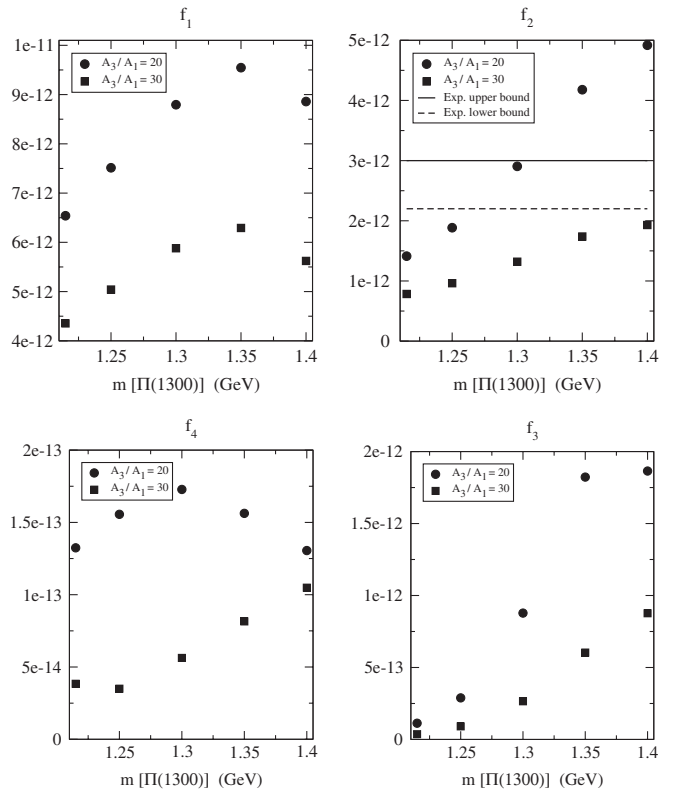 f₁
1e-11
9e-12
8e-12
7e-12
6e-12
5e-12
4e-12
A₃/A₁ = 20
A₃/A₁ = 30
1.25 1.3 1.35 1.4
m [Π(1300)] (GeV)
f₂
5e-12
4e-12
3e-12
2e-12
1e-12
0
A₃/A₁ = 20
A₃/A₁ = 30
Exp. upper bound
Exp. lower bound
1.25 1.3 1.35 1.4
m [Π(1300)] (GeV)
f₄
2e-13
1.5e-13
1e-13
5e-14
0
A₃/A₁ = 20
A₃/A₁ = 30
1.25 1.3 1.35 1.4
m [Π(1300)] (GeV)
f₃
2e-12
1.5e-12
1e-12
5e-13
0
A₃/A₁ = 20
A₃/A₁ = 30
1.25 1.3 1.35 1.4
m [Π(1300)] (GeV)